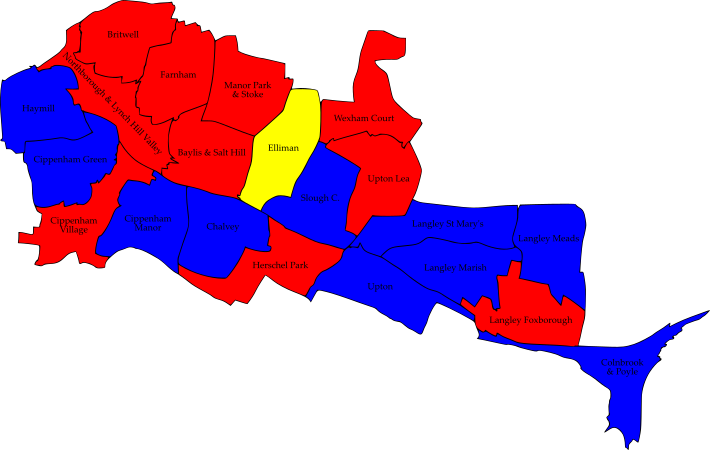 Britwell
Northborough & Lynch Hill Valley
Farnham
Manor Park
& Stoke
Haymill
Wexham Court
Elliman
Baylis & Salt Hill
Cippenham Green
Upton Lea
Slough C.
Cippenham
Village
Cippenham
Manor
Chalvey
Langley St Mary's
Langley Meads
Herschel Park
Langley Marish
Upton
Langley Foxborough
Colnbrook
& Poyle